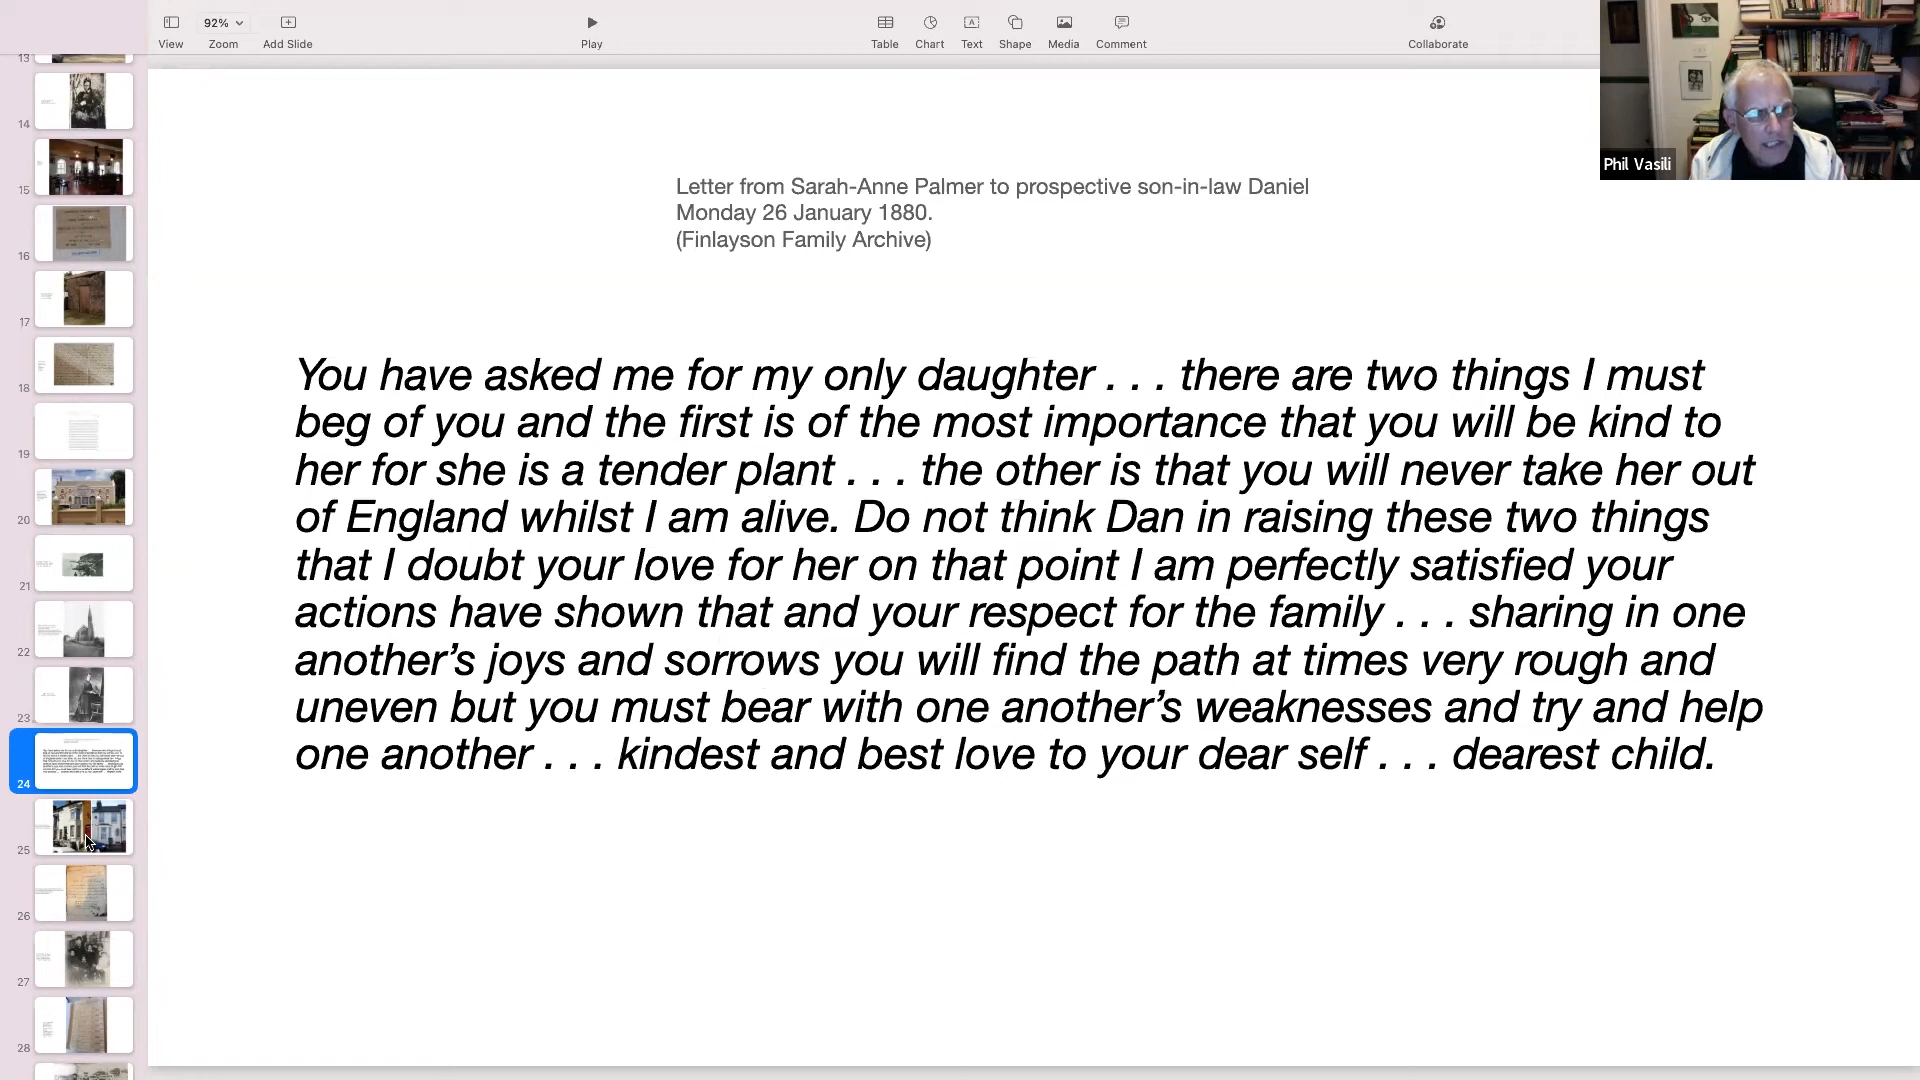 92%
View
Zoom
Add Slide
Play
Table
Chart
Text
Shape
Media
Comment
Collaborate
Phil Vasili
13
14
15
16
17
18
19
20
21
22
23
24
25
26
27
28
Letter from Sarah-Anne Palmer to prospective son-in-law Daniel
Monday 26 January 1880.
(Finlayson Family Archive)
You have asked me for my only daughter . . . there are two things I must
beg of you and the first is of the most importance that you will be kind to
her for she is a tender plant . . . the other is that you will never take her out
of England whilst I am alive. Do not think Dan in raising these two things
that I doubt your love for her on that point I am perfectly satisfied your
actions have shown that and your respect for the family . . . sharing in one
another’s joys and sorrows you will find the path at times very rough and
uneven but you must bear with one another’s weaknesses and try and help
one another . . . kindest and best love to your dear self . . . dearest child.